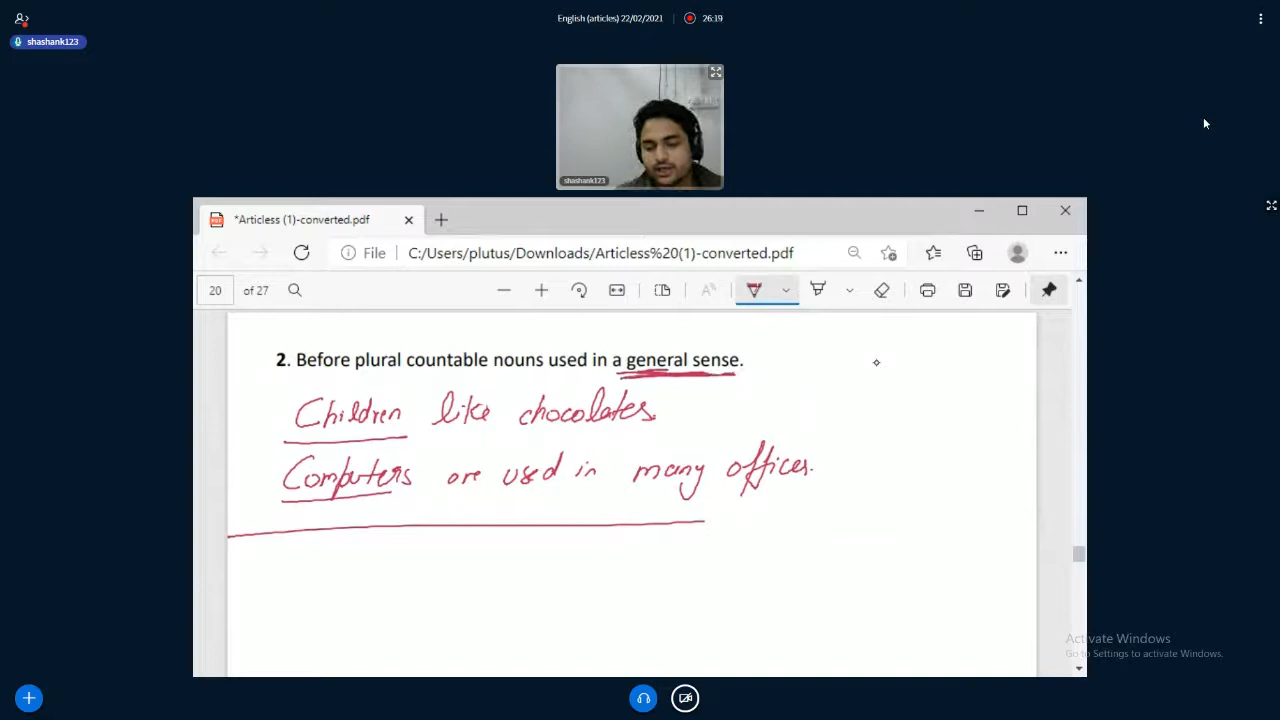 English (articles) 22/02/2021 26:19
shashank123
shashank123
*Articless (1)-converted.pdf
File C:/Users/plutus/Downloads/Articless%20(1)-converted.pdf
20 of 27
2. Before plural countable nouns used in a general sense.
Children like chocolates.
Computers are used in many offices.
Activate Windows
Go to Settings to activate Windows.